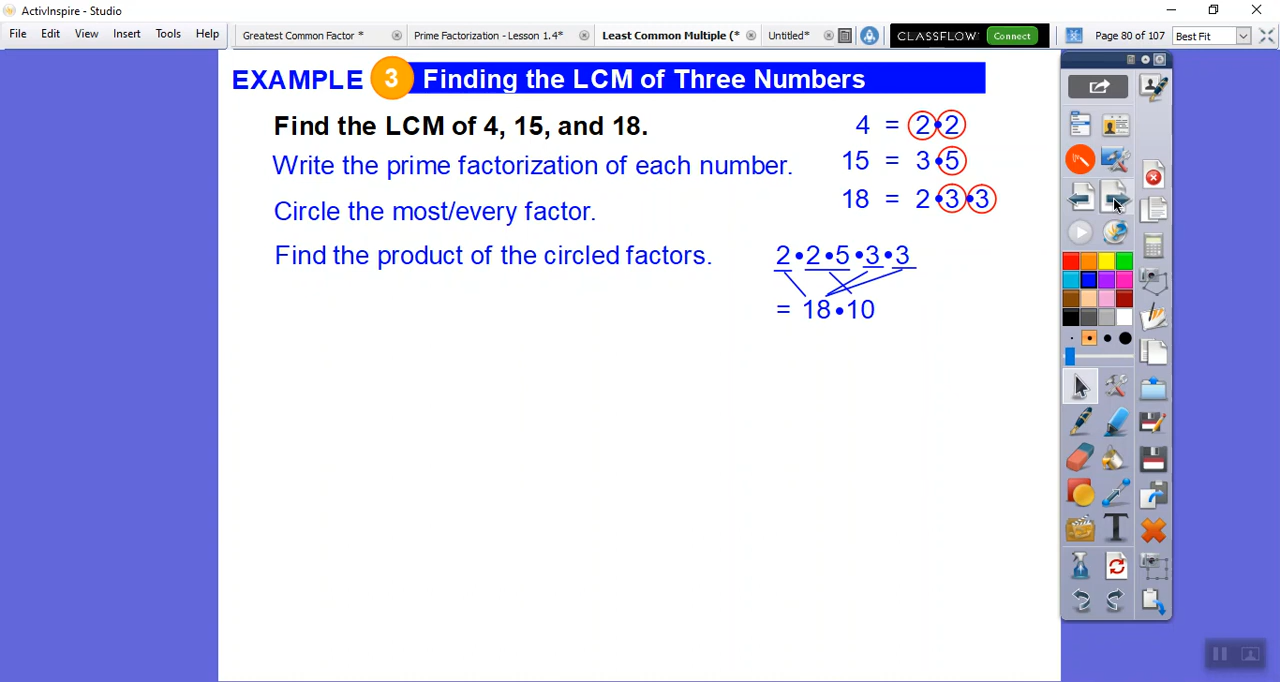 ActivInspire - Studio
File Edit View Insert Tools Help
Greatest Common Factor * Prime Factorization - Lesson 1.4* Least Common Multiple (* Untitled* CLASSFLOW Connect Page 80 of 107 Best Fit
EXAMPLE 3 Finding the LCM of Three Numbers
Find the LCM of 4, 15, and 18.
4 = 2•2
Write the prime factorization of each number.
15 = 3•5
18 = 2•3•3
Circle the most/every factor.
Find the product of the circled factors.
2•2•5•3•3
= 18•10
T